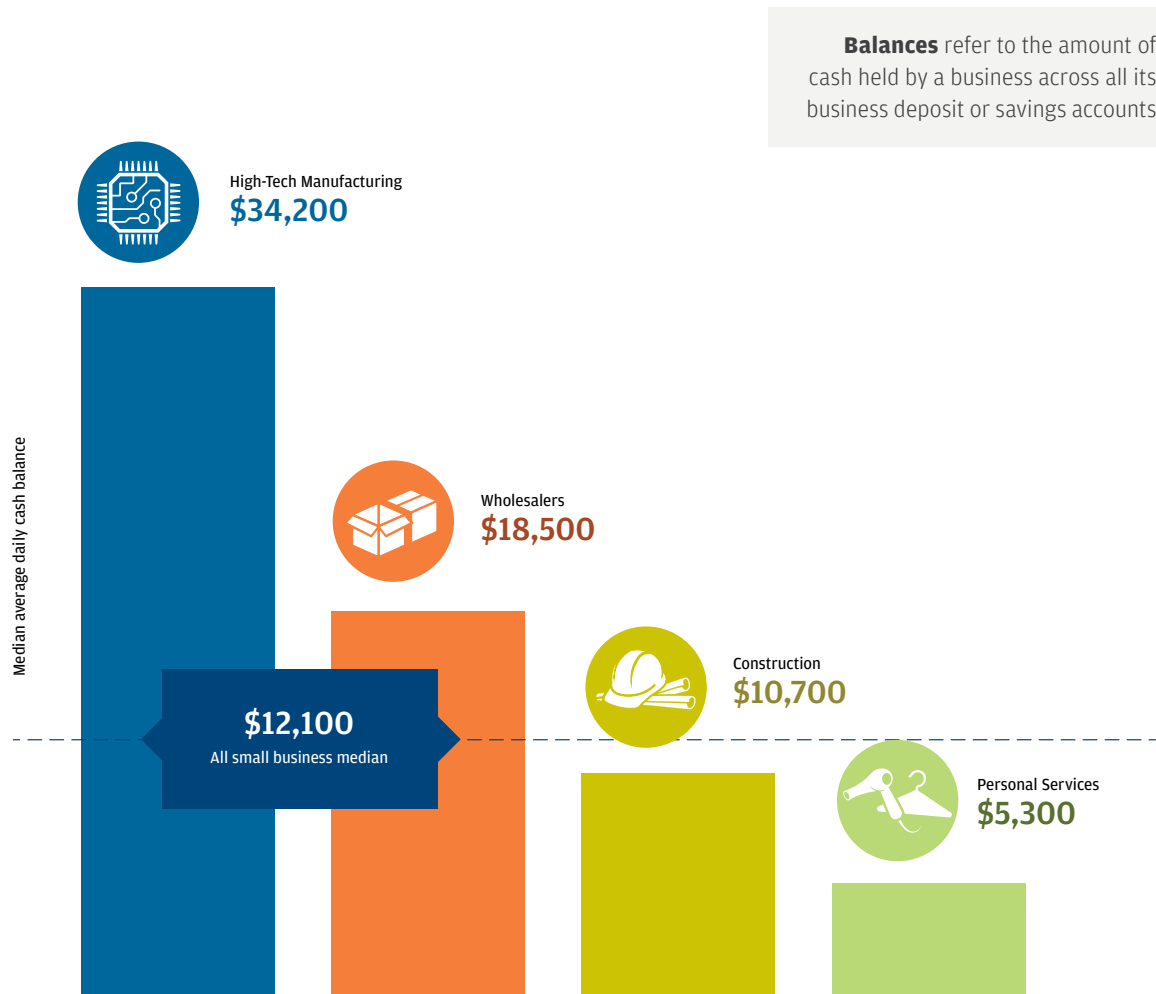 Balances refer to the amount of
cash held by a business across all its
business deposit or savings accounts
High-Tech Manufacturing
$34,200
Median average daily cash balance
Wholesalers
$18,500
Construction
$10,700
$12,100
All small business median
Personal Services
$5,300